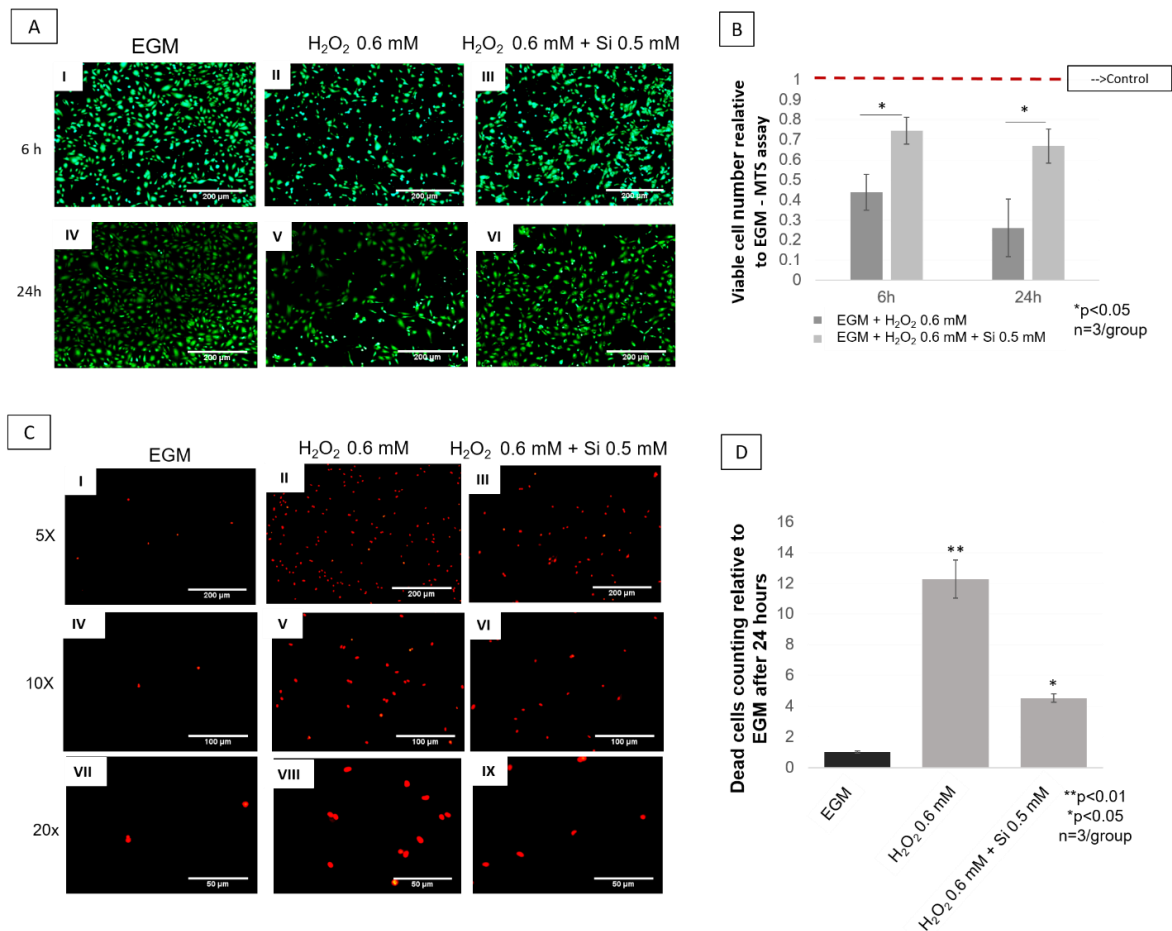 A
EGM
H₂O₂ 0.6 mM
H₂O₂ 0.6 mM + Si 0.5 mM
6 h
I
200 µm
II
200 µm
III
200 µm
24h
IV
200 µm
V
200 µm
VI
200 µm
B
Viable cell number realative
to EGM - MTS assay
1
0.9
0.8
0.7
0.6
0.5
0.4
0.3
0.2
0.1
0
-->Control
*
*
6h
24h
EGM + H₂O₂ 0.6 mM
EGM + H₂O₂ 0.6 mM + Si 0.5 mM
*p<0.05
n=3/group
C
EGM
H₂O₂ 0.6 mM
H₂O₂ 0.6 mM + Si 0.5 mM
5X
I
200 µm
II
200 µm
III
200 µm
10X
IV
100 µm
V
100 µm
VI
100 µm
20x
VII
50 µm
VIII
50 µm
IX
50 µm
D
Dead cells counting relative to
EGM after 24 hours
16
14
12
10
8
6
4
2
0
**
*
EGM
H₂O₂ 0.6 mM
H₂O₂ 0.6 mM + Si 0.5 mM
**p<0.01
*p<0.05
n=3/group